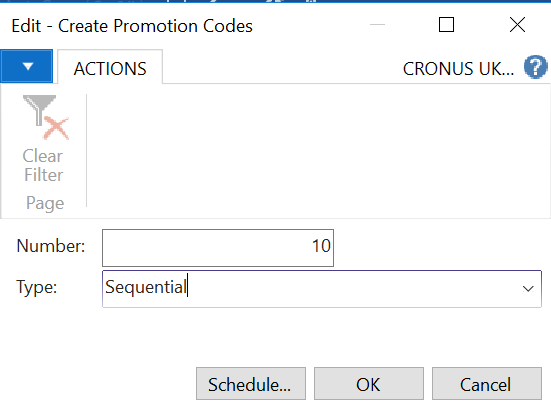 Edit - Create Promotion Codes
ACTIONS
CRONUS UK...
?
Clear
Filter
Page
Number:
10
Type:
Sequential
Schedule...
OK
Cancel